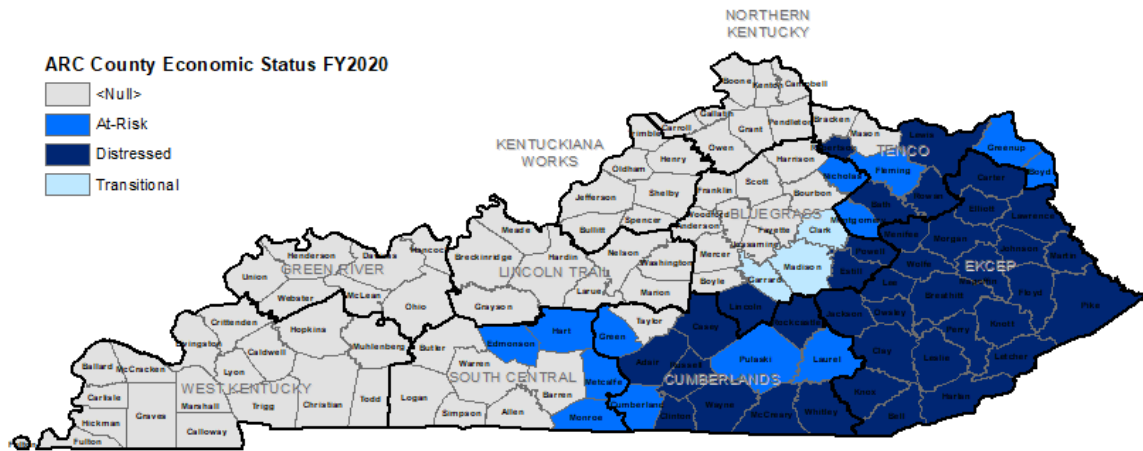 NORTHERN
KENTUCKY
ARC County Economic Status FY2020
<Null>
At-Risk
Distressed
Transitional
KENTUCKIANA
WORKS
Boone
Kenton
Campbell
Gallatin
Carroll
Grant
Pendleton
Bracken
Mason
Lewis
Owen
Trimble
Henry
Oldham
Harrison
Robertson
TENCO
Fleming
Greenup
Boyd
Nicholas
Carter
Shelby
Franklin
Scott
Bourbon
Jefferson
Rowan
Bath
Elliott
Lawrence
Woodford
BLUEGRASS
Montgomery
Spencer
Anderson
Fayette
Clark
Bullitt
Meade
Menifee
Morgan
Johnson
Martin
Powell
Nelson
Mercer
Jessamine
Madison
Estill
Wolfe
Hancock
Daviess
Henderson
Breckinridge
Hardin
Washington
Garrard
Boyle
Lee
EKCEP
GREEN RIVER
Union
LINCOLN TRAIL
Larue
Marion
Breathitt
Floyd
Pike
Webster
McLean
Ohio
Grayson
Lincoln
Rockcastle
Jackson
Owsley
Perry
Knott
Crittenden
Hopkins
Livingston
Muhlenberg
Butler
Edmonson
Hart
Green
Taylor
Casey
Pulaski
Laurel
Clay
Leslie
Letcher
Caldwell
Ballard
McCracken
Lyon
Warren
Adair
Russell
WEST KENTUCKY
SOUTH CENTRAL
Metcalfe
CUMBERLANDS
Carlisle
Graves
Marshall
Trigg
Christian
Todd
Logan
Barren
Knox
Harlan
Hickman
Simpson
Allen
Monroe
Cumberland
Clinton
Wayne
McCreary
Whitley
Bell
Fulton
Calloway